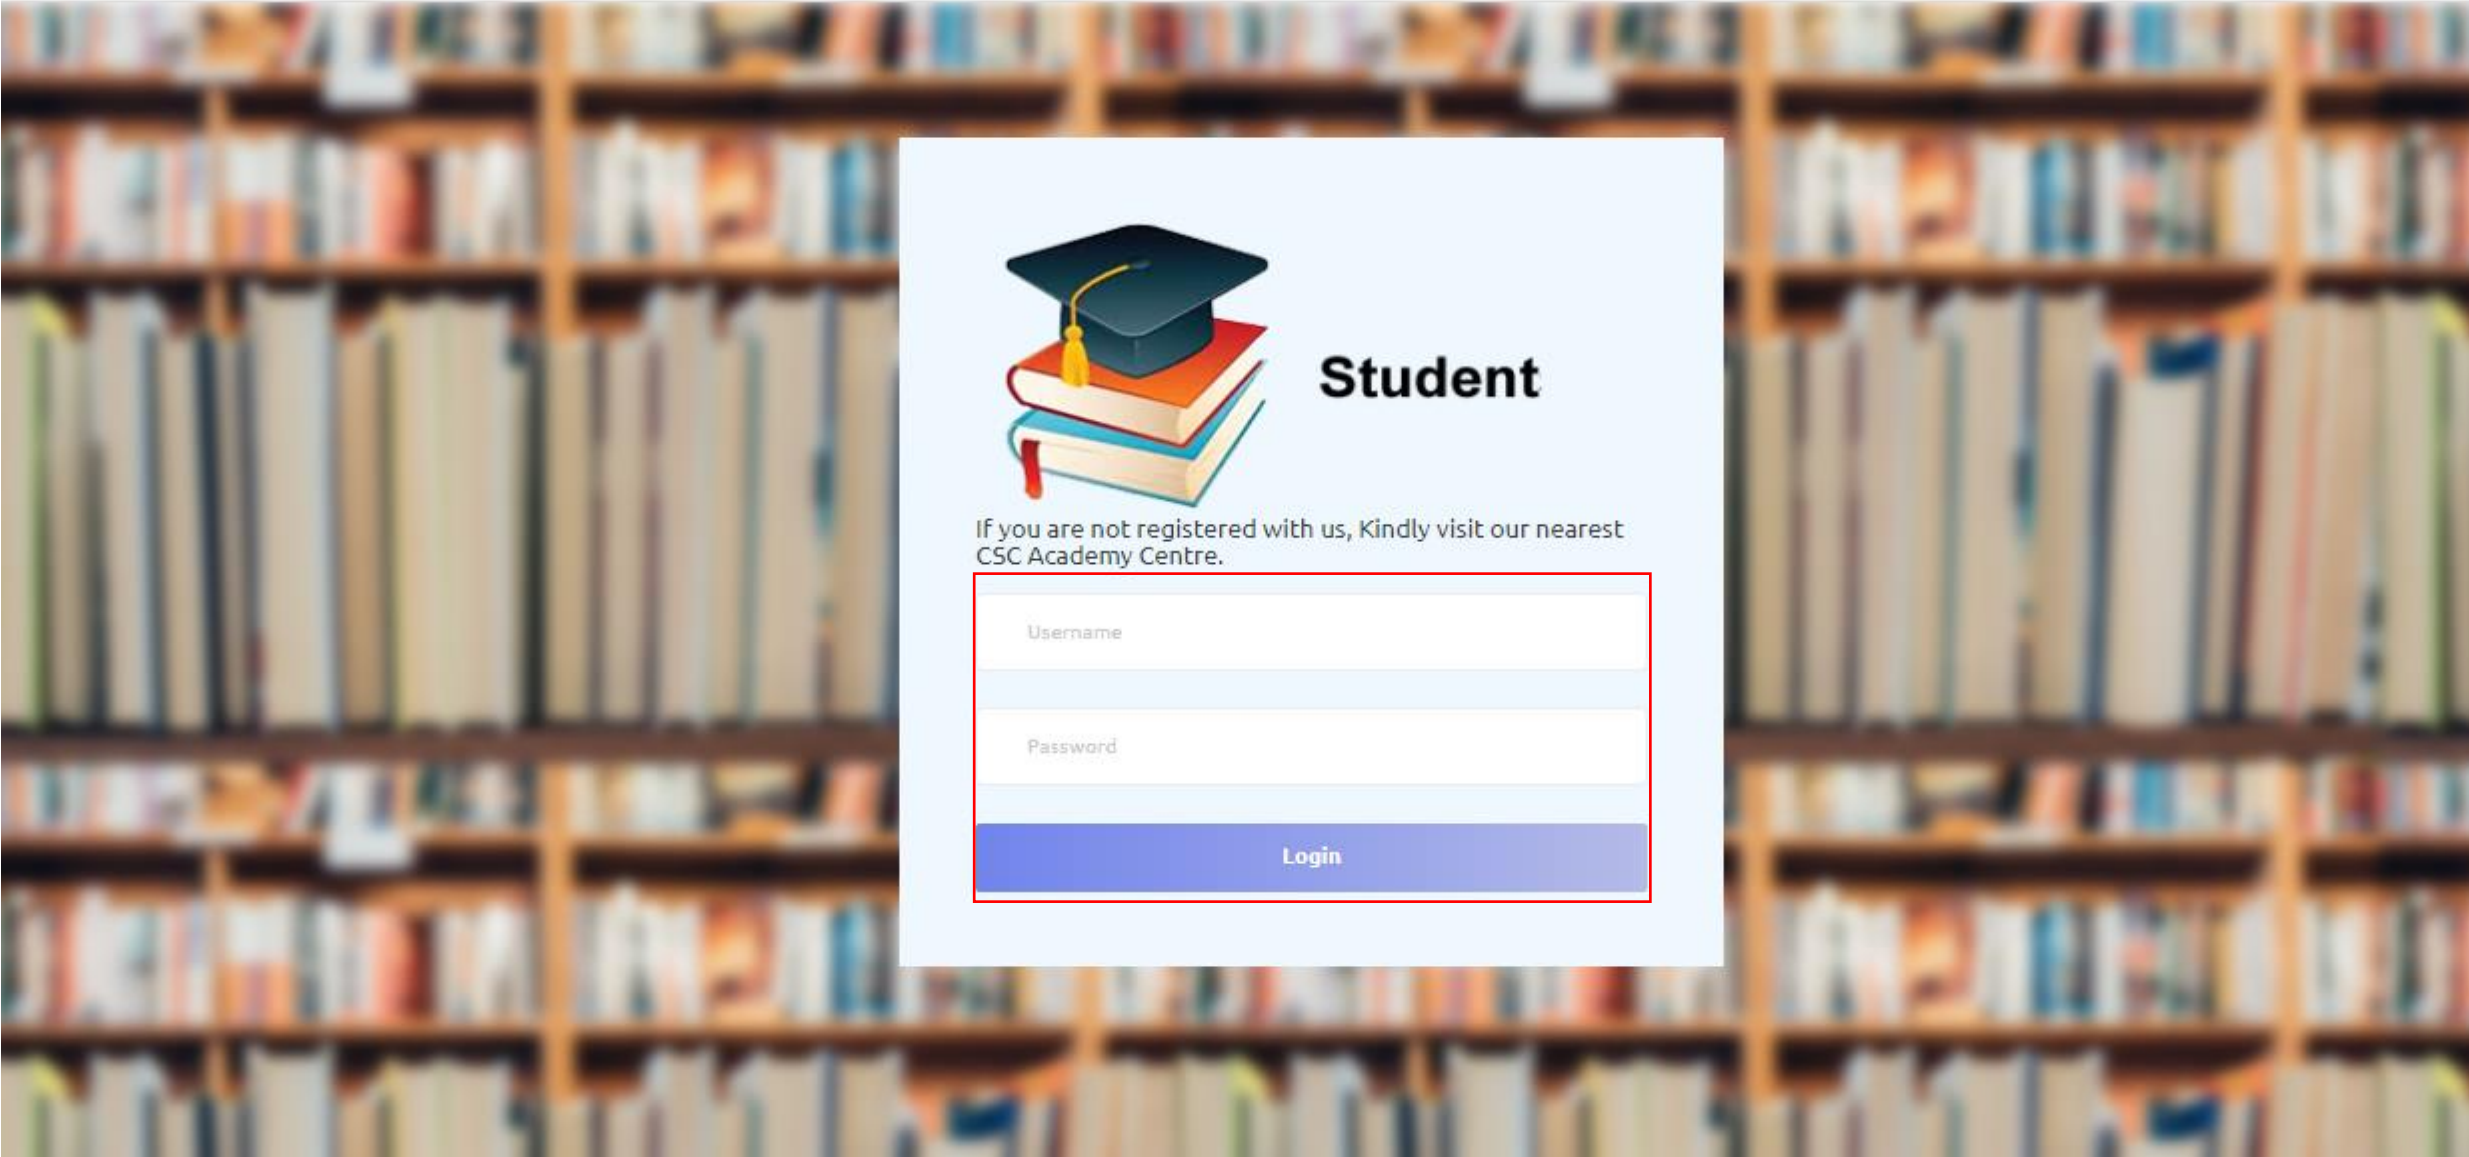 Student
If you are not registered with us, Kindly visit our nearest
CSC Academy Centre.
Username
Password
Login